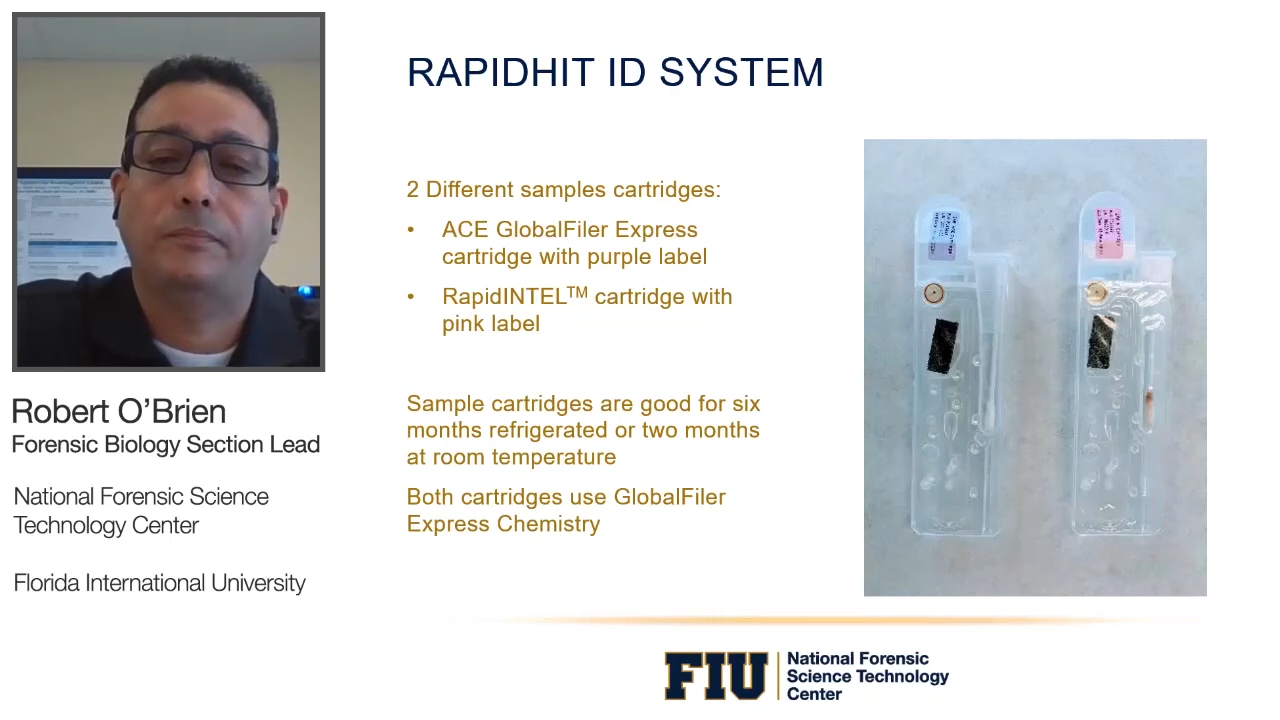 RAPIDHIT ID SYSTEM
2 Different samples cartridges:
• ACE GlobalFiler Express
cartridge with purple label
• RapidINTEL™ cartridge with
pink label
Sample cartridges are good for six
months refrigerated or two months
at room temperature
Both cartridges use GlobalFiler
Express Chemistry
Robert O’Brien
Forensic Biology Section Lead
National Forensic Science
Technology Center
Florida International University
FIU
National Forensic
Science Technology
Center